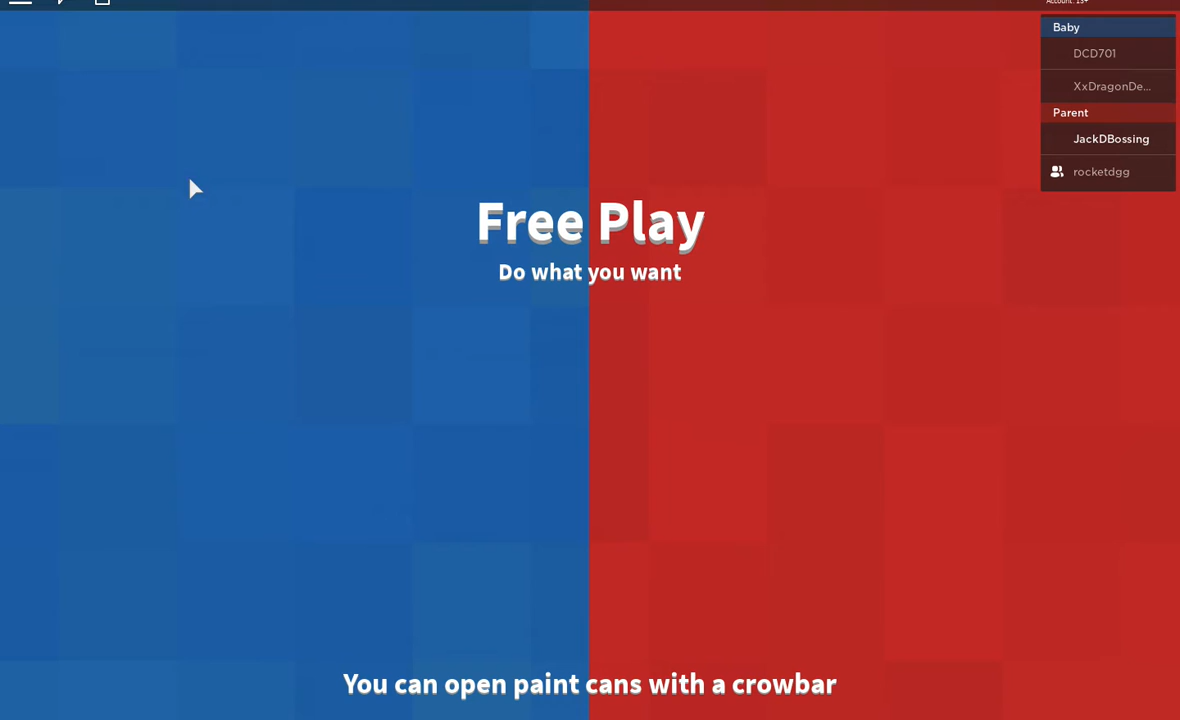 Account: 13+
Baby
DCD701
XxDragonDe...
Parent
JackDBossing
rocketdgg
Free Play
Do what you want
You can open paint cans with a crowbar